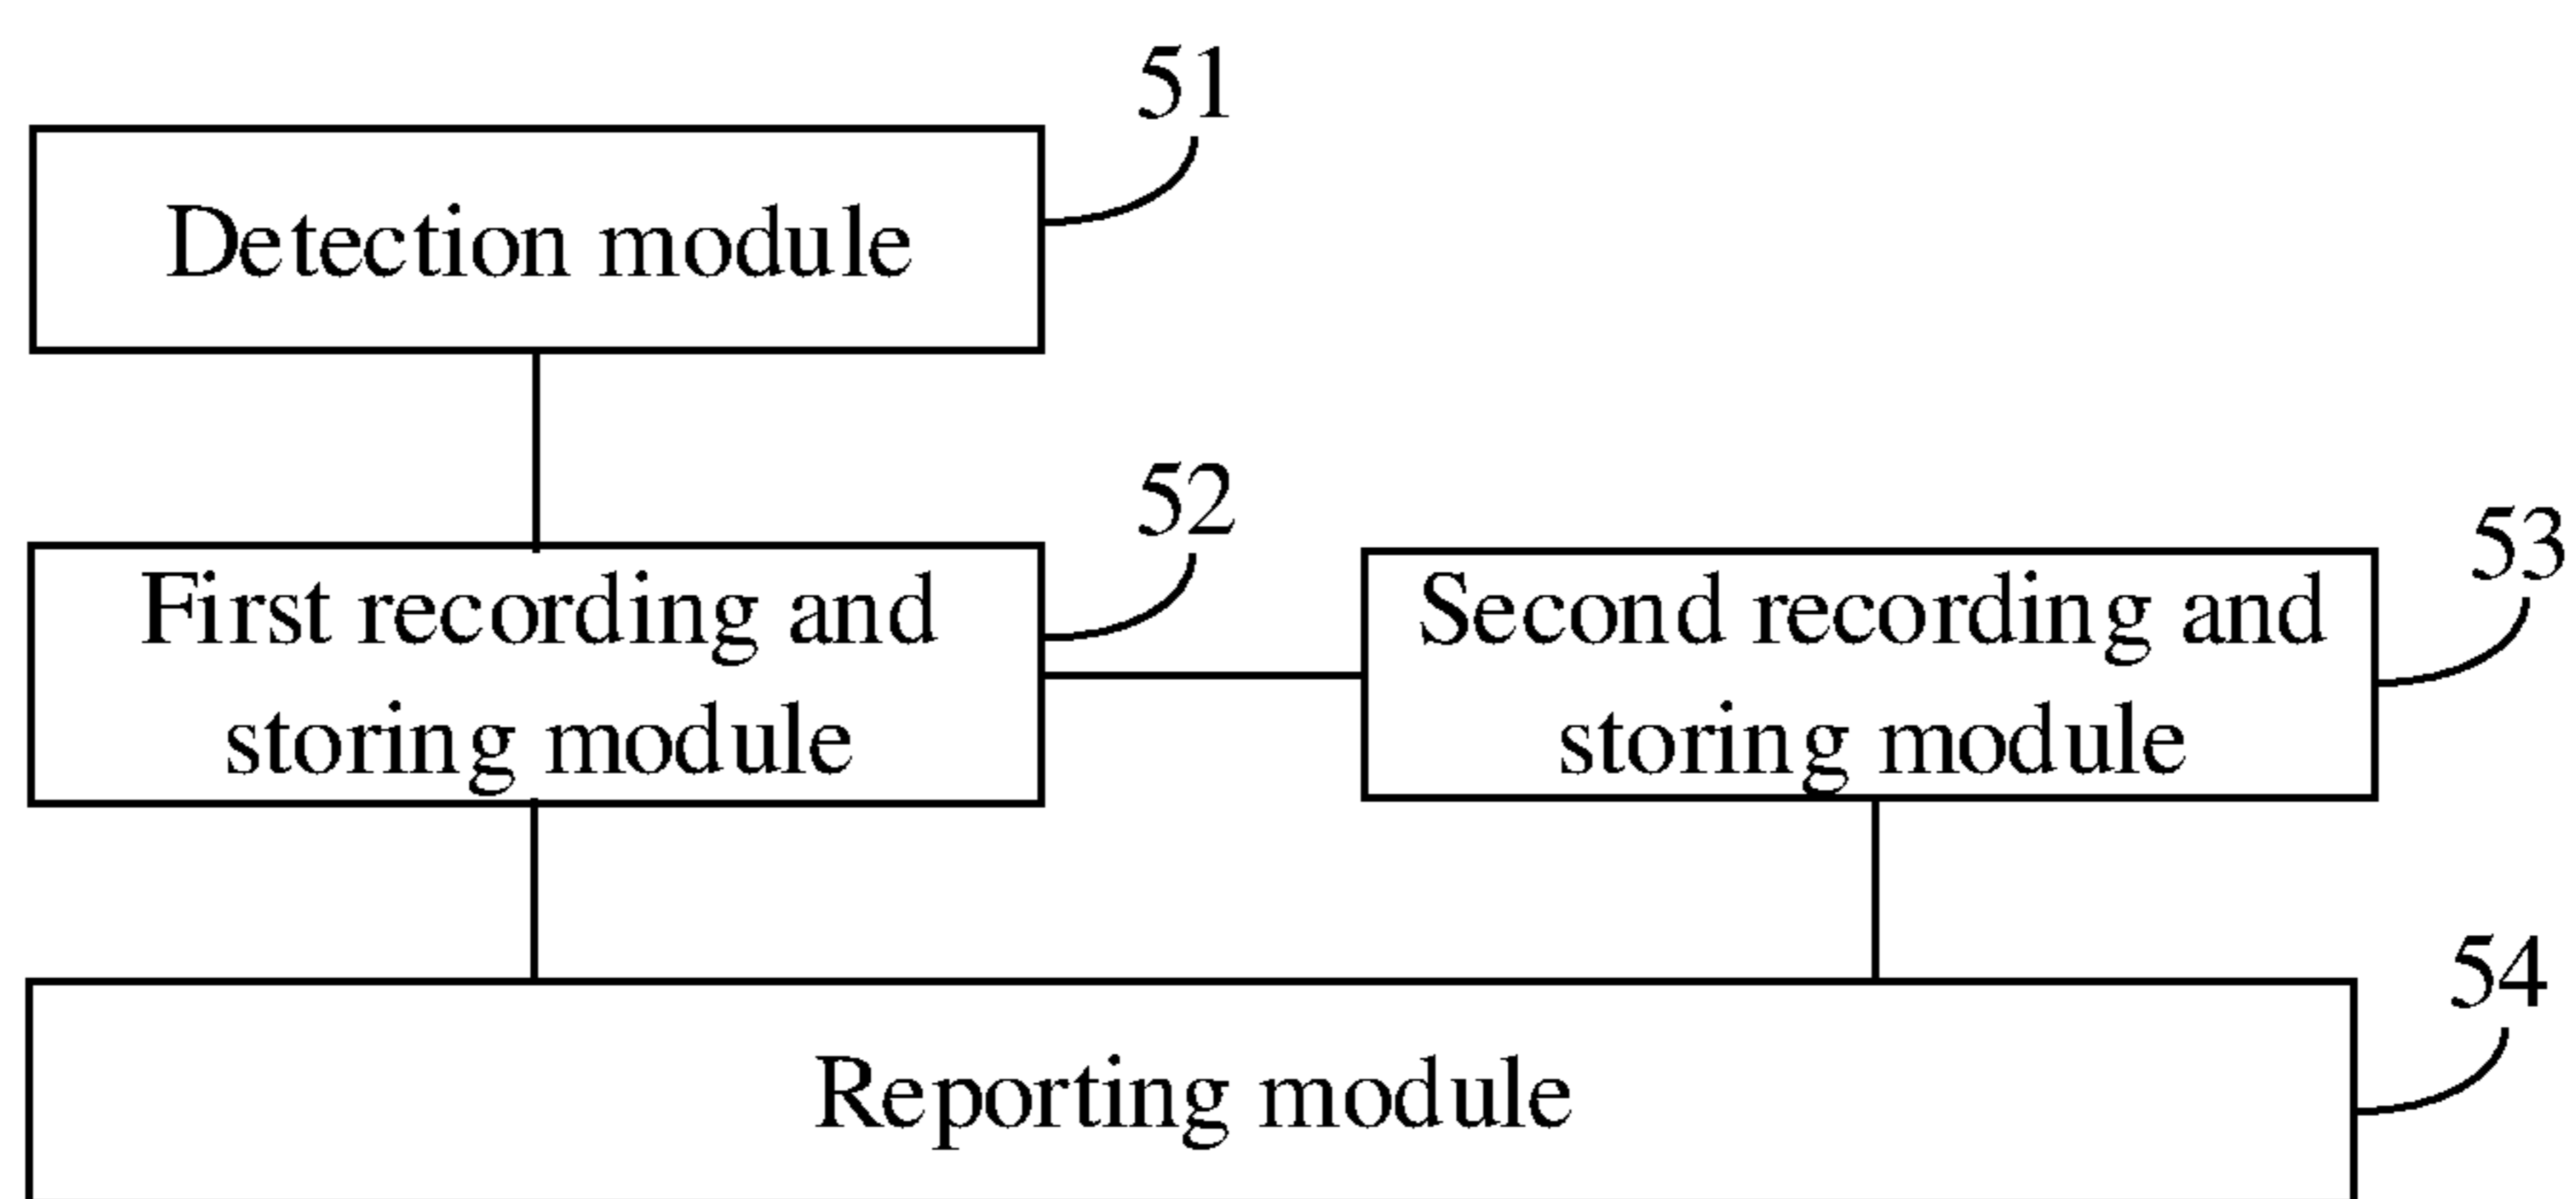 51
Detection module
52
First recording and
storing module
53
Second recording and
storing module
54
Reporting module